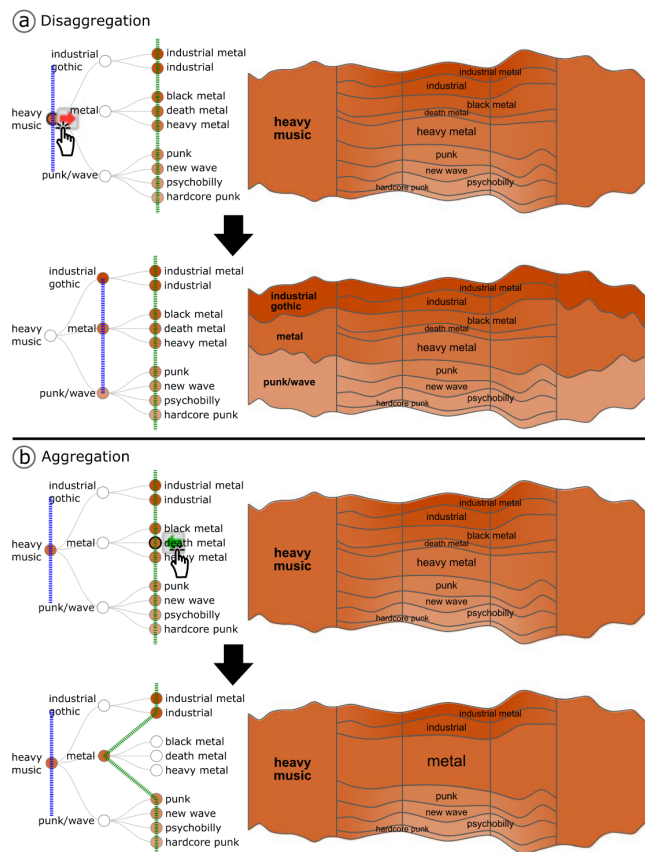 a Disaggregation
industrial
gothic
industrial metal
industrial
heavy
music
metal
black metal
death metal
heavy metal
punk/wave
punk
new wave
psychobilly
hardcore punk
heavy
music
industrial metal
industrial
black metal
death metal
heavy metal
punk
new wave
psychobilly
hardcore punk
industrial
gothic
industrial metal
industrial
heavy
music
metal
black metal
death metal
heavy metal
punk/wave
punk
new wave
psychobilly
hardcore punk
industrial
gothic
metal
punk/wave
industrial metal
industrial
black metal
death metal
heavy metal
punk
new wave
psychobilly
hardcore punk
b Aggregation
industrial
gothic
industrial metal
industrial
heavy
music
metal
black metal
death metal
heavy metal
punk/wave
punk
new wave
psychobilly
hardcore punk
heavy
music
industrial metal
industrial
black metal
death metal
heavy metal
punk
new wave
psychobilly
hardcore punk
industrial
gothic
industrial metal
industrial
heavy
music
metal
black metal
death metal
heavy metal
punk/wave
punk
new wave
psychobilly
hardcore punk
heavy
music
industrial metal
industrial
metal
punk
new wave
psychobilly
hardcore punk